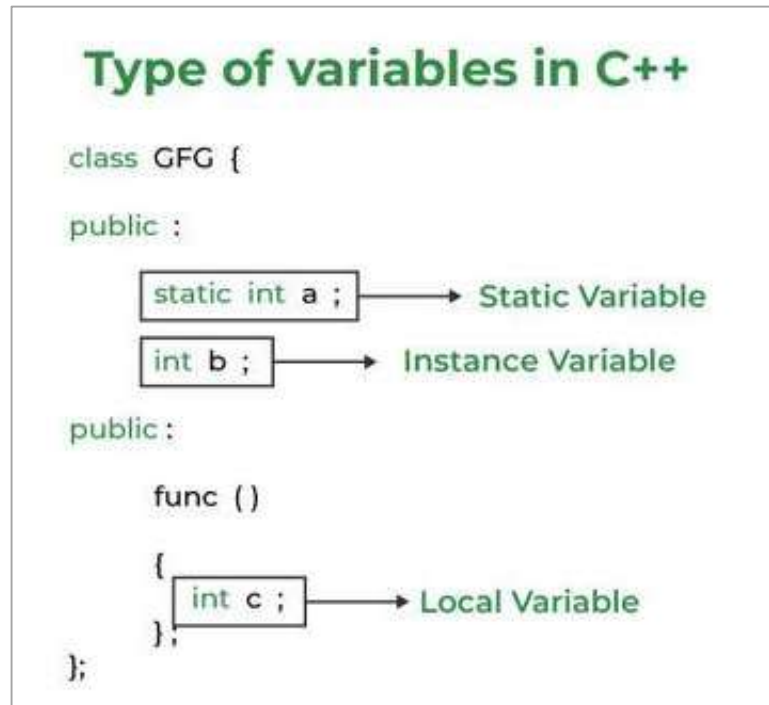 Type of variables in C++
class GFG {
public :
static int a ; Static Variable
int b ; Instance Variable
public :
func ( )
{
int c ; Local Variable
} ;
};